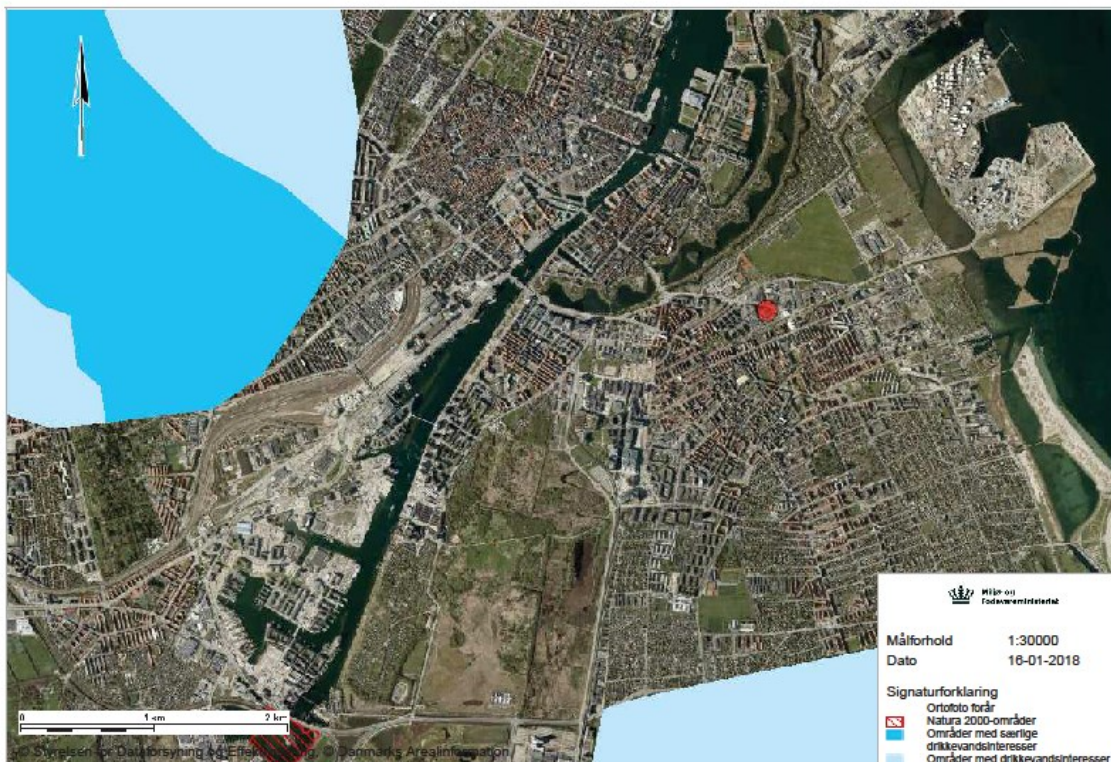 Miljø- og
Fødevareministeriet
Målforhold 1:30000
Dato 16-01-2018
Signaturforklaring
Ortofoto forår
Natura 2000-områder
Områder med særlige
drikkevandsinteresser
Områder med drikkevandsinteresser
0 1 km 2 km
© Styrelsen for Dataforsyning og Effektivisering, © Danmarks Arealinformation